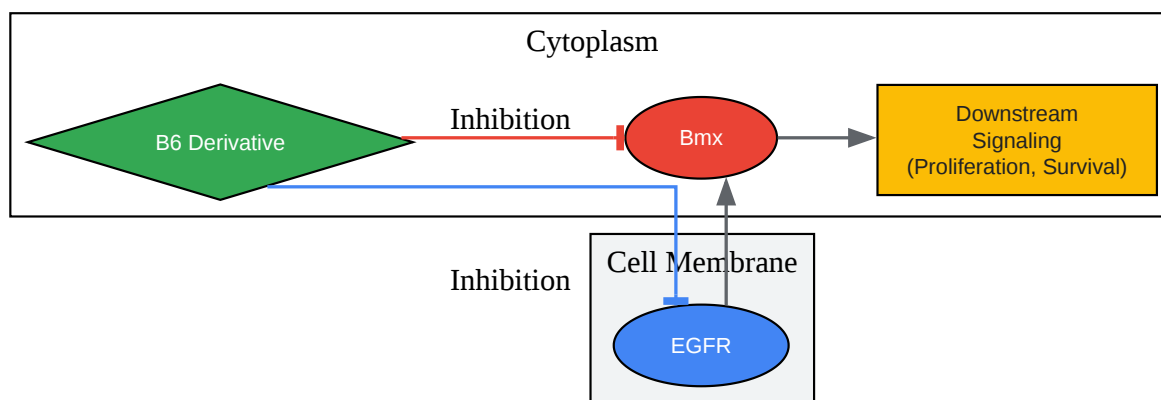 Cytoplasm
B6 Derivative
Inhibition
Bmx
Downstream
Signaling
(Proliferation, Survival)
Inhibition
Cell Membrane
EGFR